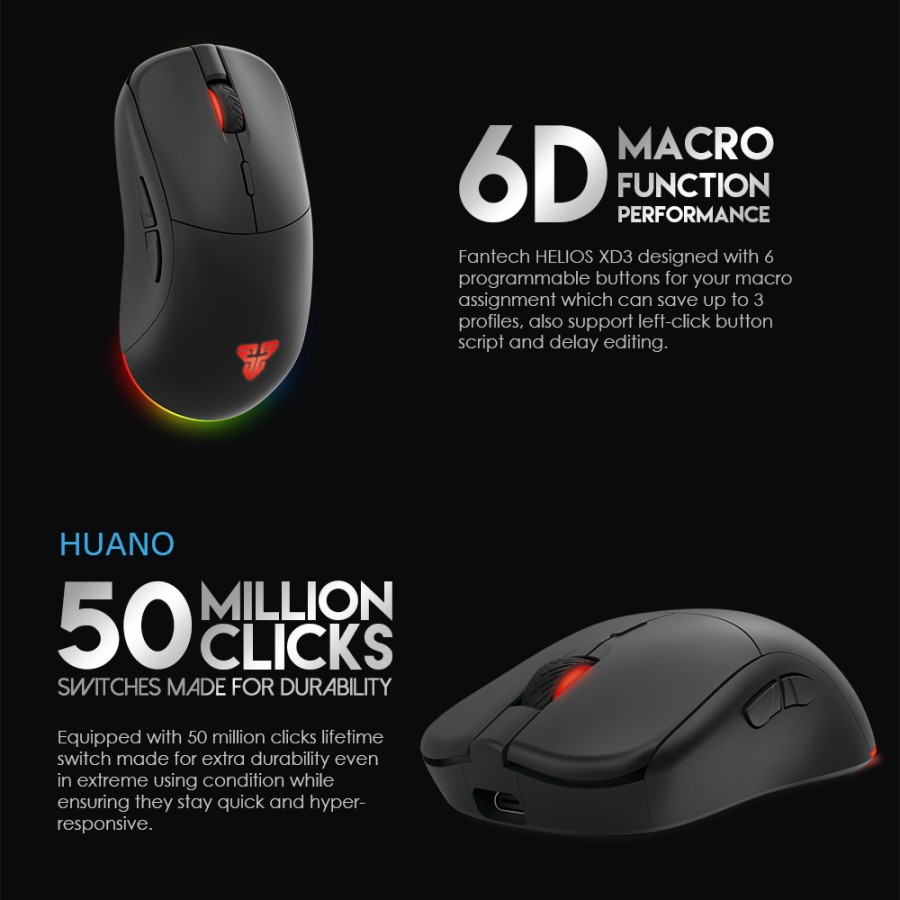 6D MACRO
FUNCTION
PERFORMANCE
Fantech HELIOS XD3 designed with 6
programmable buttons for your macro
assignment which can save up to 3
profiles, also support left-click button
script and delay editing.
HUANO
50 MILLION
CLICKS
SWITCHES MADE FOR DURABILITY
Equipped with 50 million clicks lifetime
switch made for extra durability even
in extreme using condition while
ensuring they stay quick and hyper-
responsive.